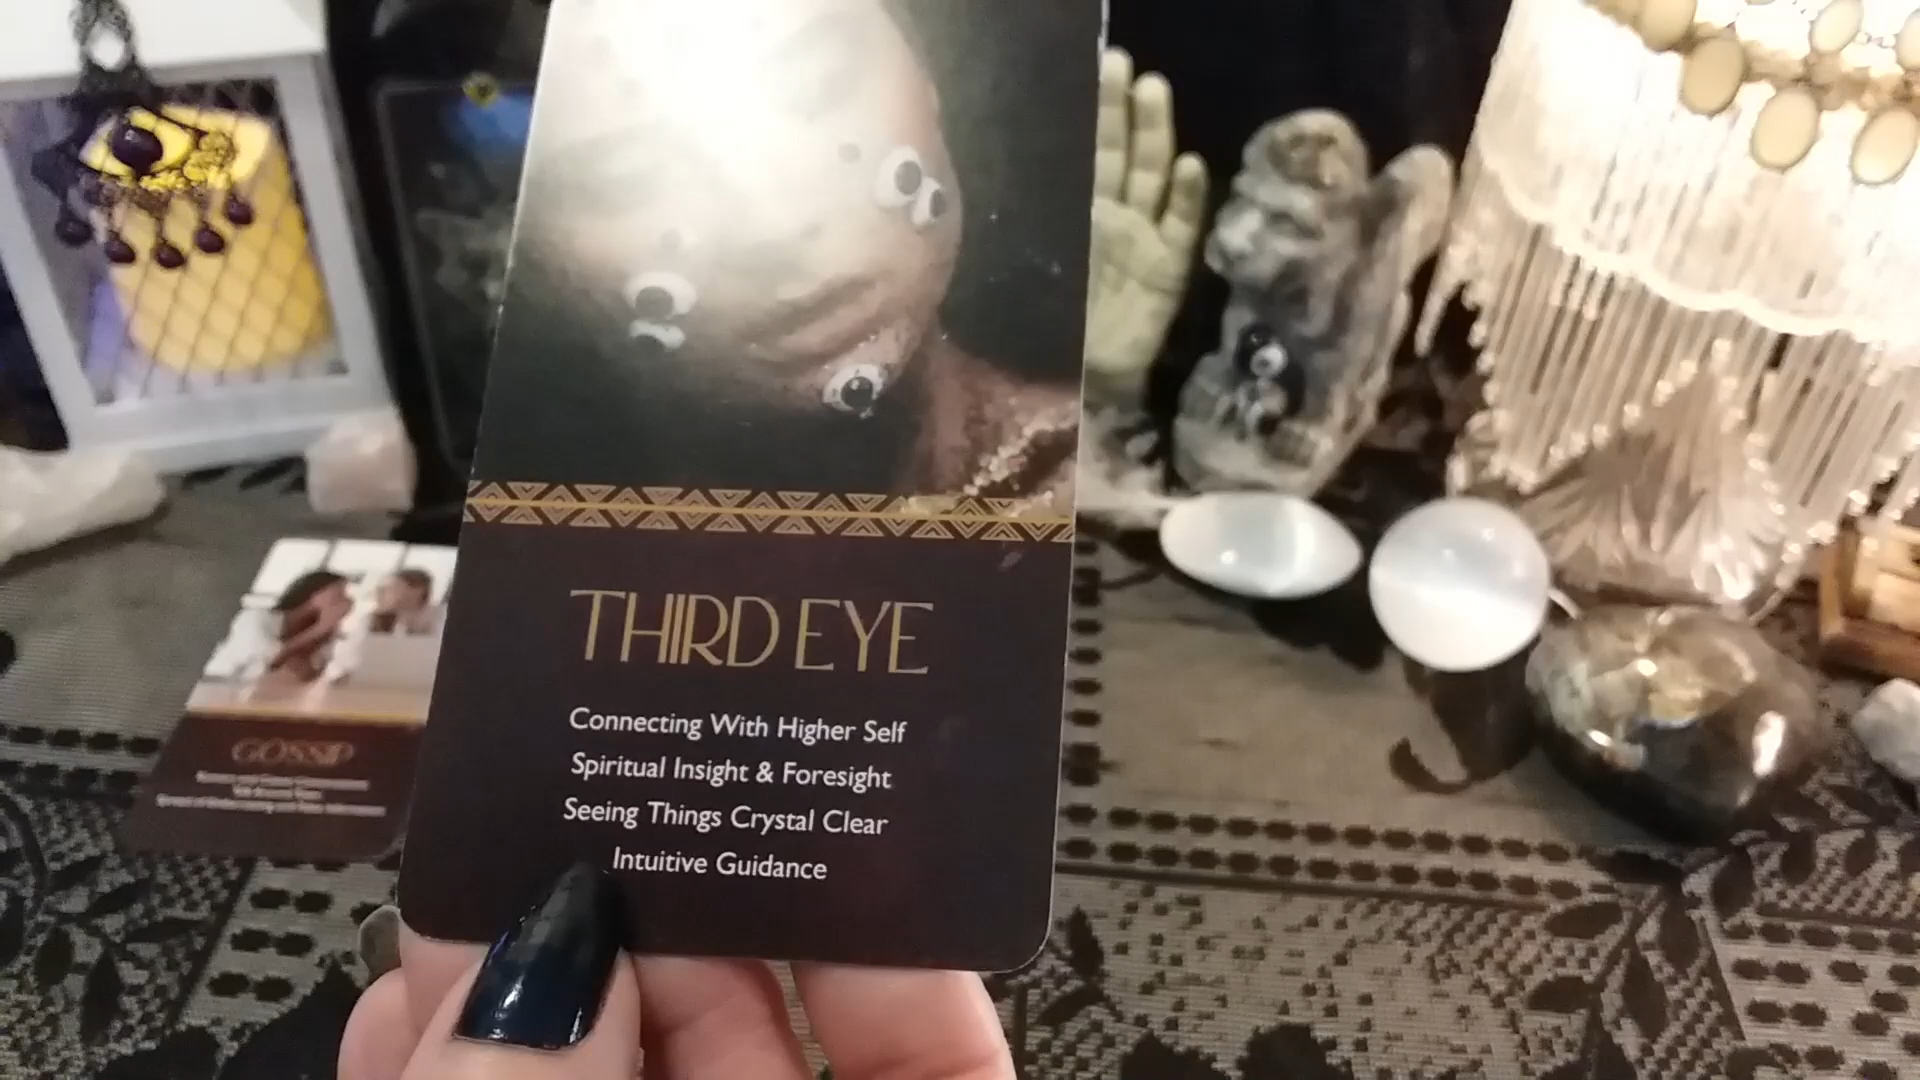 THIRD EYE
Connecting With Higher Self
Spiritual Insight & Foresight
Seeing Things Crystal Clear
Intuitive Guidance
GOSSIP